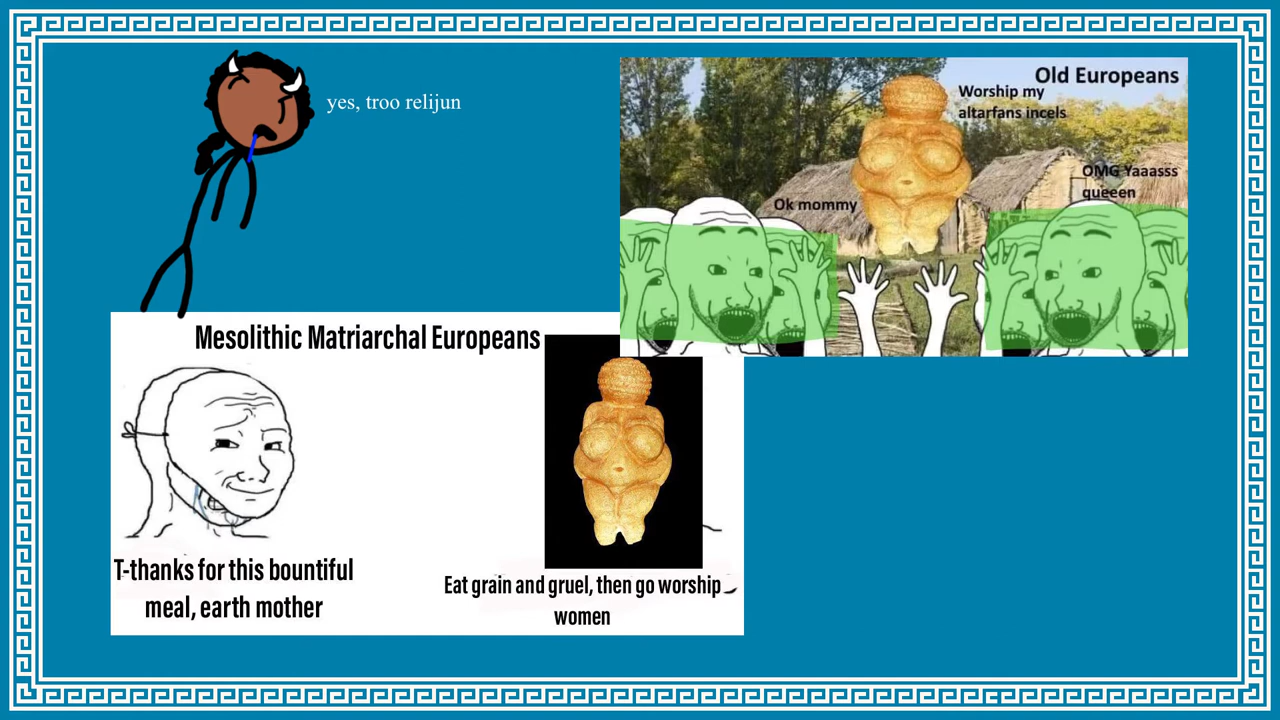 yes, troo relijun
Old Europeans
Worship my
altarfans incels
OMG Yaaasss
queeen
Ok mommy
Mesolithic Matriarchal Europeans
T-thanks for this bountiful
meal, earth mother
Eat grain and gruel, then go worship
women